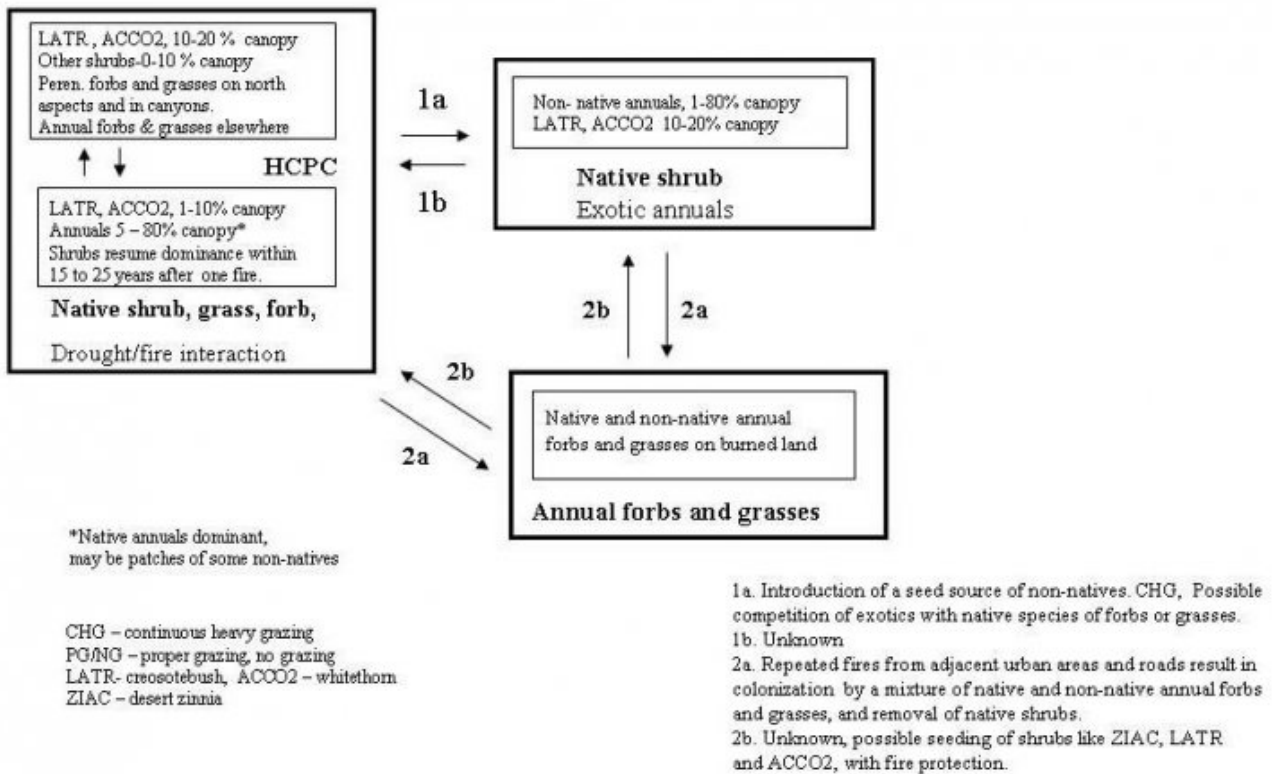 LATR , ACCO2, 10-20 % canopy
Other shrubs-0-10 % canopy
Peren. forbs and grasses on north
aspects and in canyons.
Annual forbs & grasses elsewhere
HCPC
LATR, ACCO2, 1-10% canopy
Annuals 5 – 80% canopy*
Shrubs resume dominance within
15 to 25 years after one fire.
Native shrub, grass, forb,
Drought/fire interaction
1a
1b
Non- native annuals, 1-80% canopy
LATR, ACCO2 10-20% canopy
Native shrub
Exotic annuals
2b
2a
2b
2a
Native and non-native annual
forbs and grasses on burned land
Annual forbs and grasses
*Native annuals dominant,
may be patches of some non-natives
CHG – continuous heavy grazing
PG/NG – proper grazing, no grazing
LATR- creosotebush, ACCO2 – whitethorn
ZIAC – desert zinnia
1a. Introduction of a seed source of non-natives. CHG, Possible
competition of exotics with native species of forbs or grasses.
1b. Unknown
2a. Repeated fires from adjacent urban areas and roads result in
colonization by a mixture of native and non-native annual forbs
and grasses, and removal of native shrubs.
2b. Unknown, possible seeding of shrubs like ZIAC, LATR
and ACCO2, with fire protection.